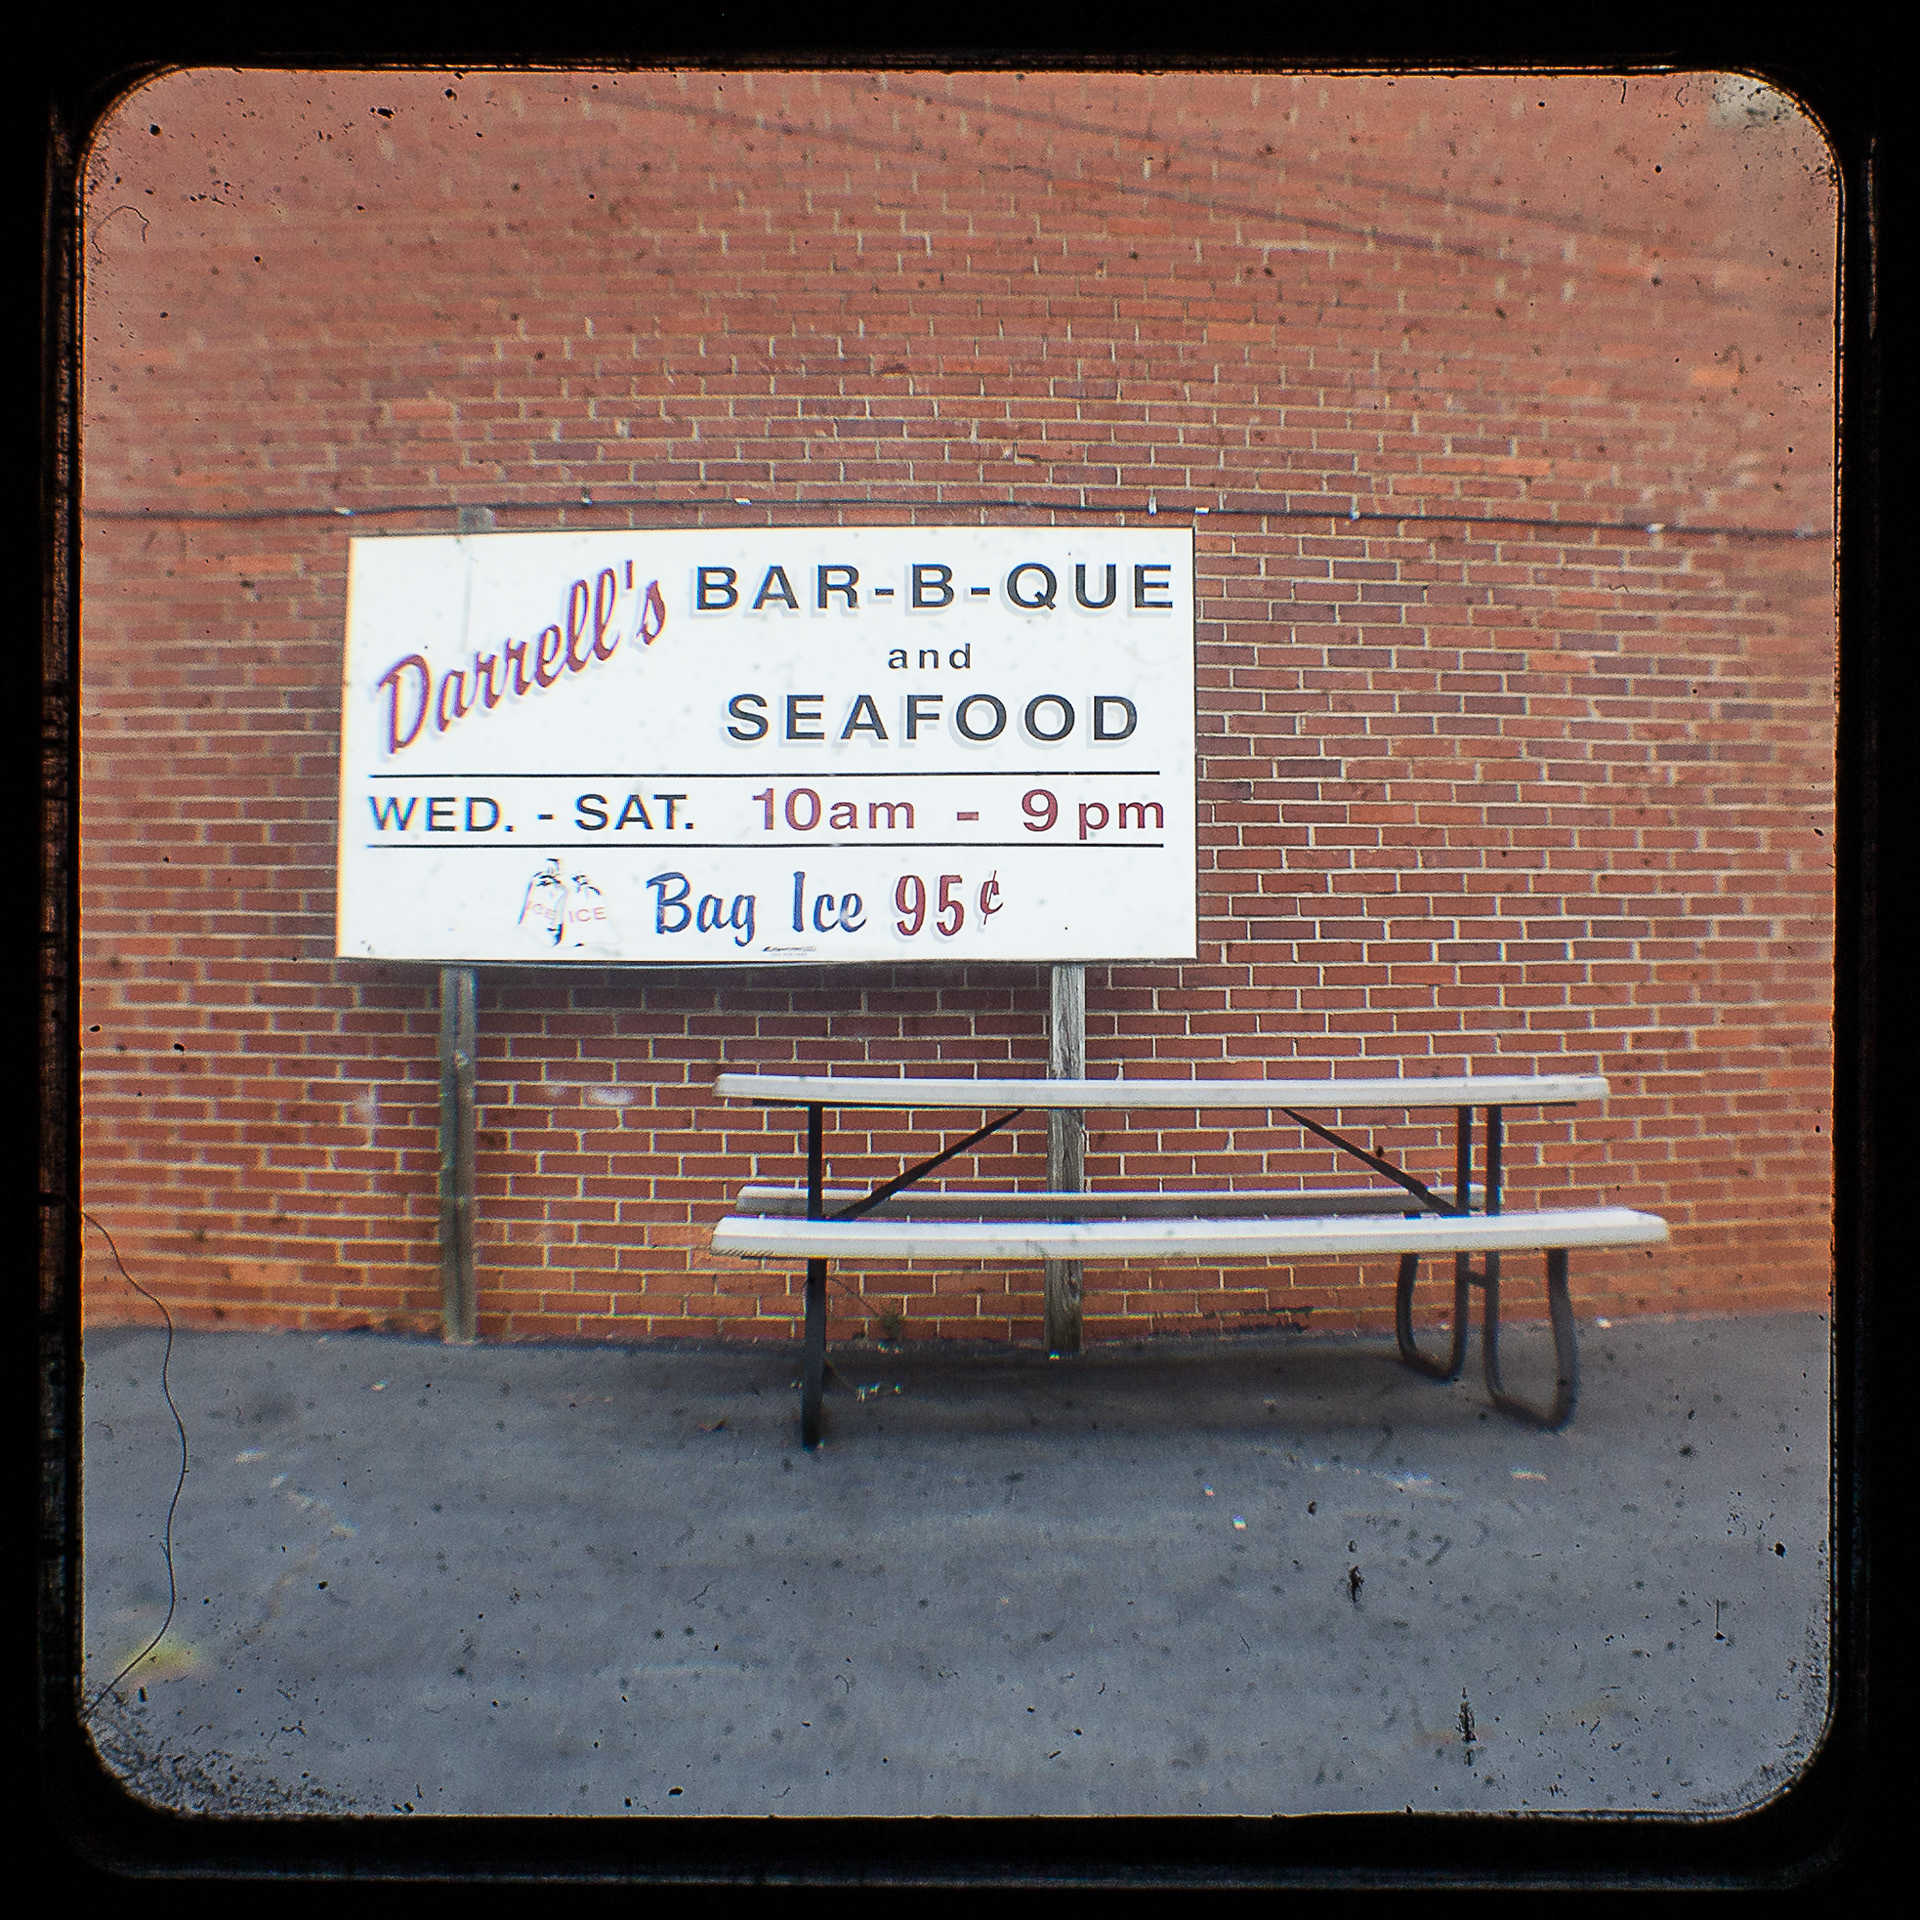 Darrell's BAR-B-QUE
and
SEAFOOD
WED. - SAT. 10am - 9pm
ICE ICE Bag Ice 95¢